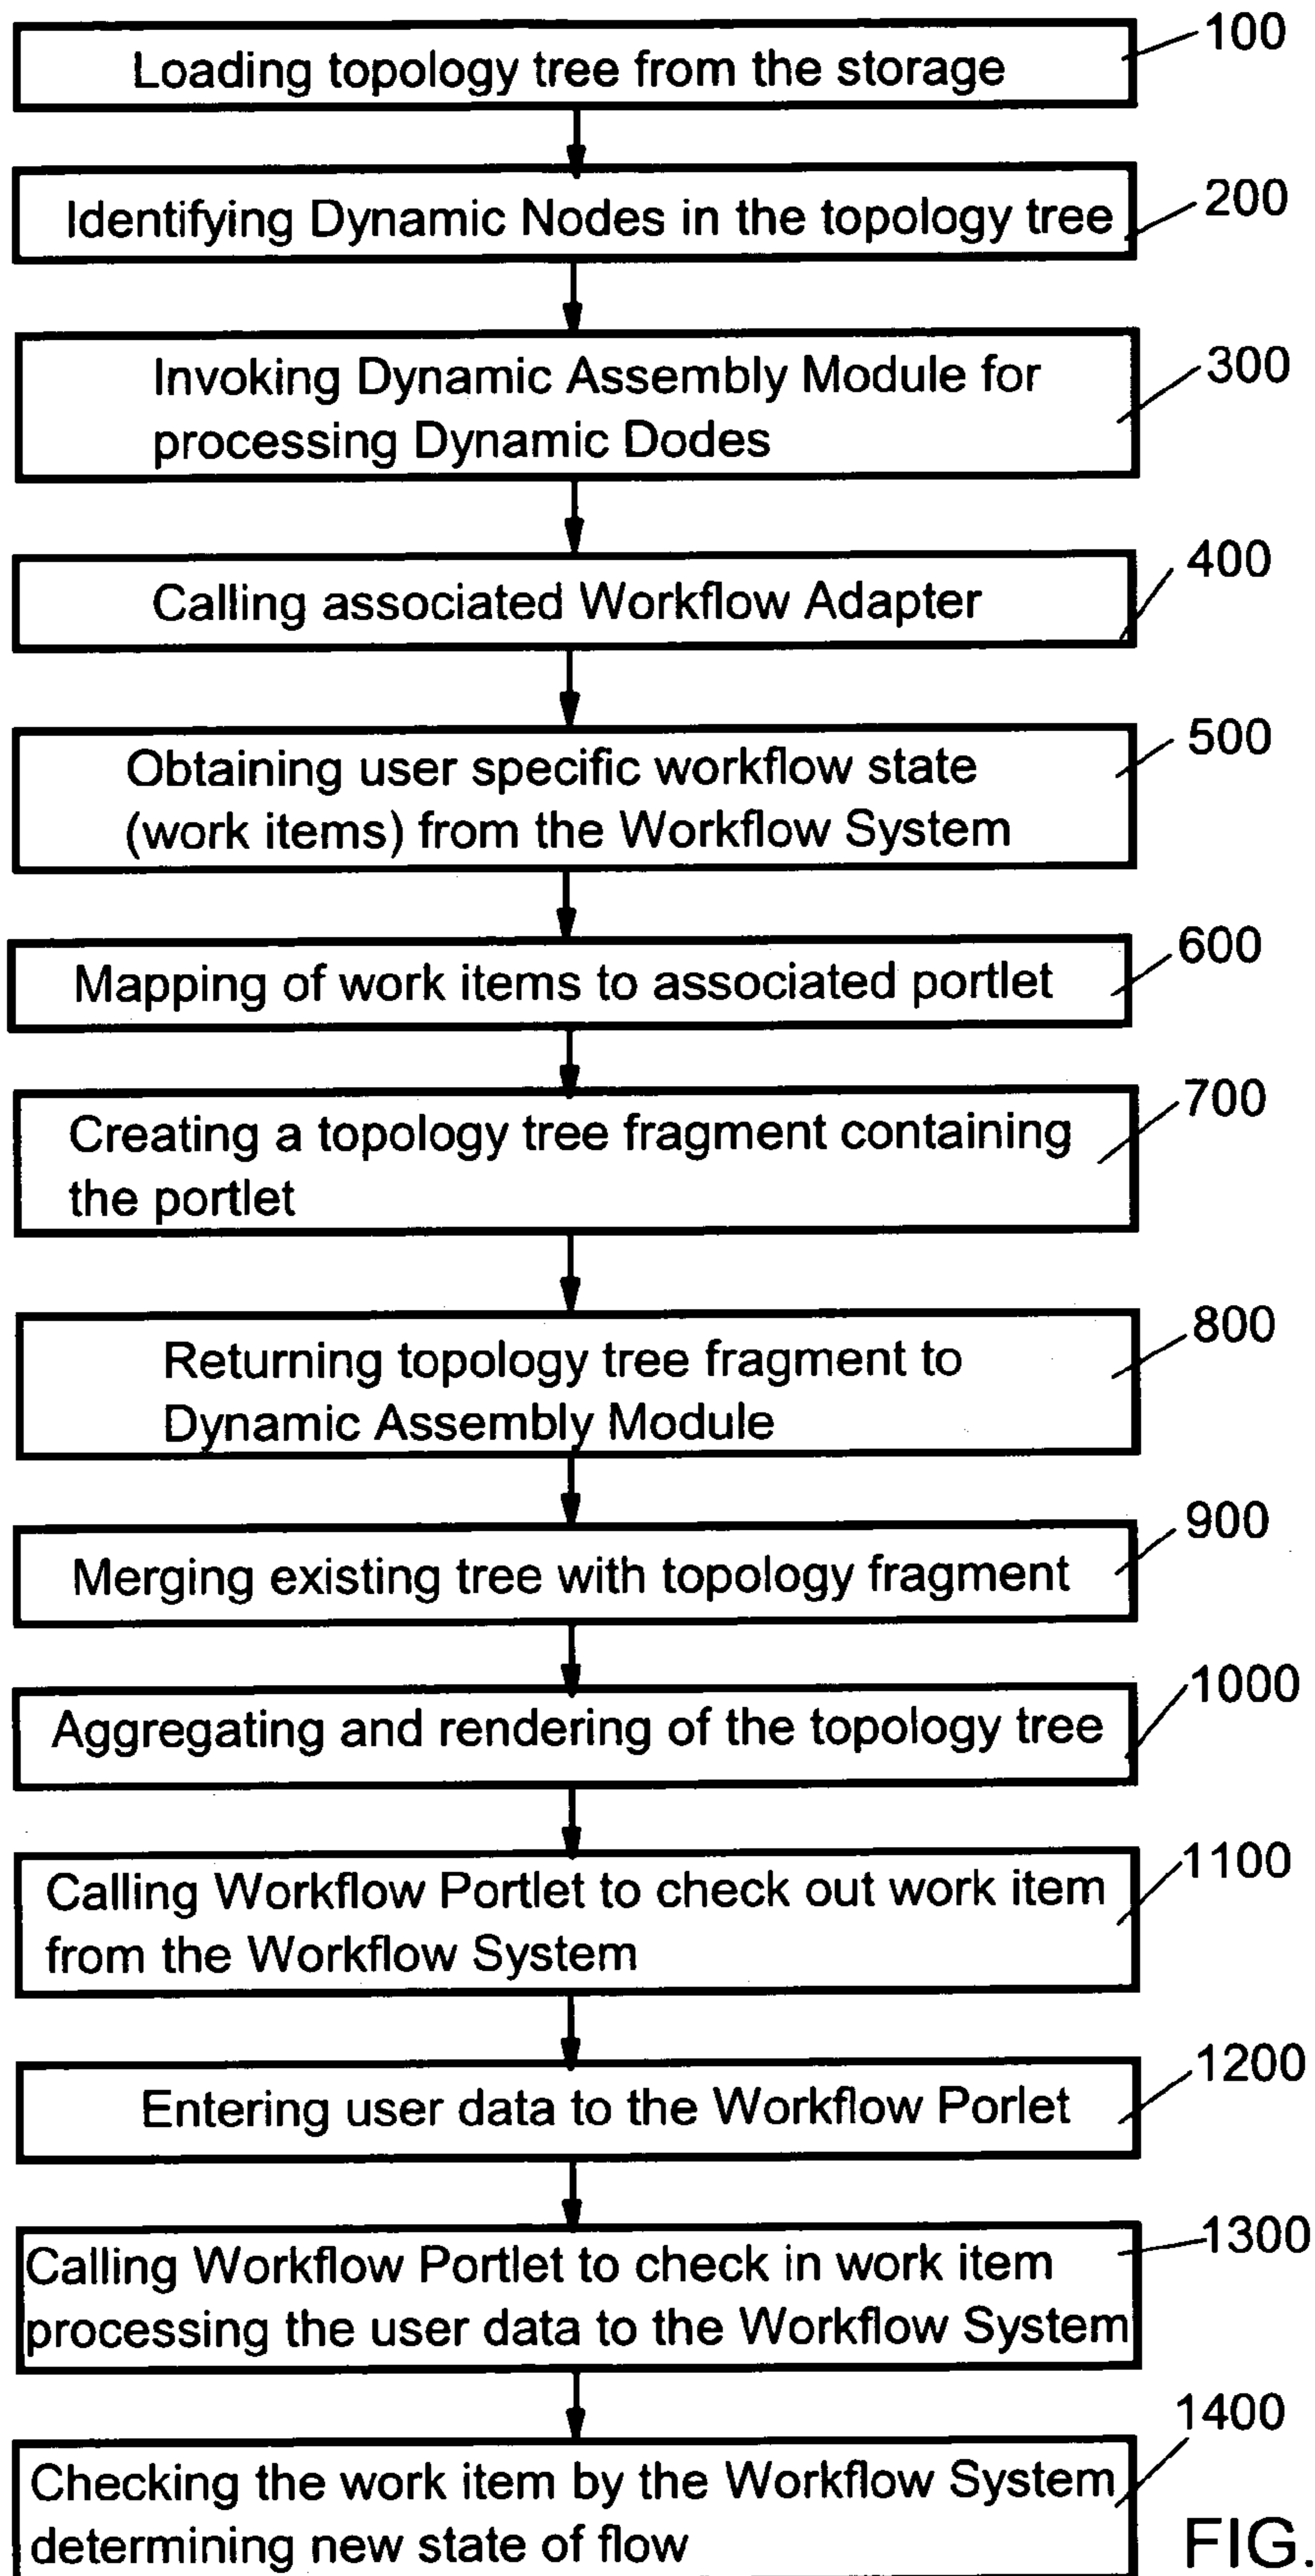 100
Loading topology tree from the storage
200
Identifying Dynamic Nodes in the topology tree
300
Invoking Dynamic Assembly Module for
processing Dynamic Dodes
400
Calling associated Workflow Adapter
500
Obtaining user specific workflow state
(work items) from the Workflow System
600
Mapping of work items to associated portlet
700
Creating a topology tree fragment containing
the portlet
800
Returning topology tree fragment to
Dynamic Assembly Module
900
Merging existing tree with topology fragment
1000
Aggregating and rendering of the topology tree
1100
Calling Workflow Portlet to check out work item
from the Workflow System
1200
Entering user data to the Workflow Porlet
1300
Calling Workflow Portlet to check in work item
processing the user data to the Workflow System
1400
Checking the work item by the Workflow System
determining new state of flow
FIG.